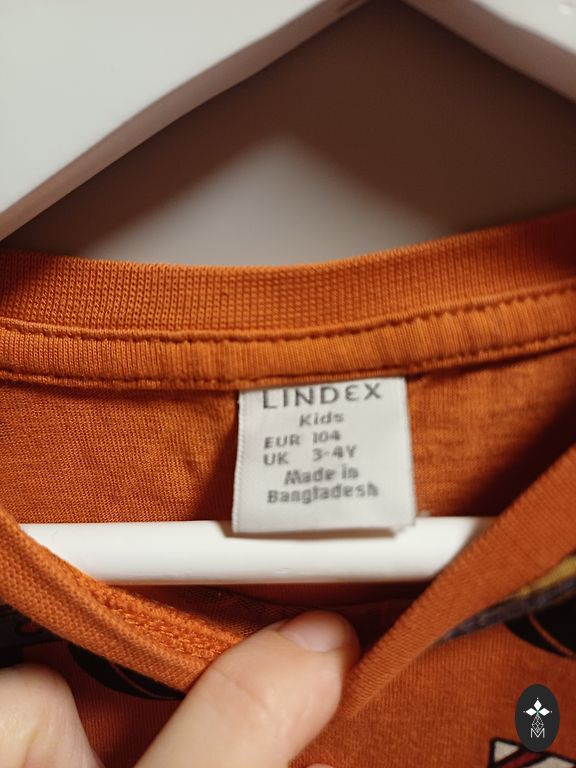 LINDEX
Kids
EUR 104
UK 3-4Y
Made in
Bangladesh
M